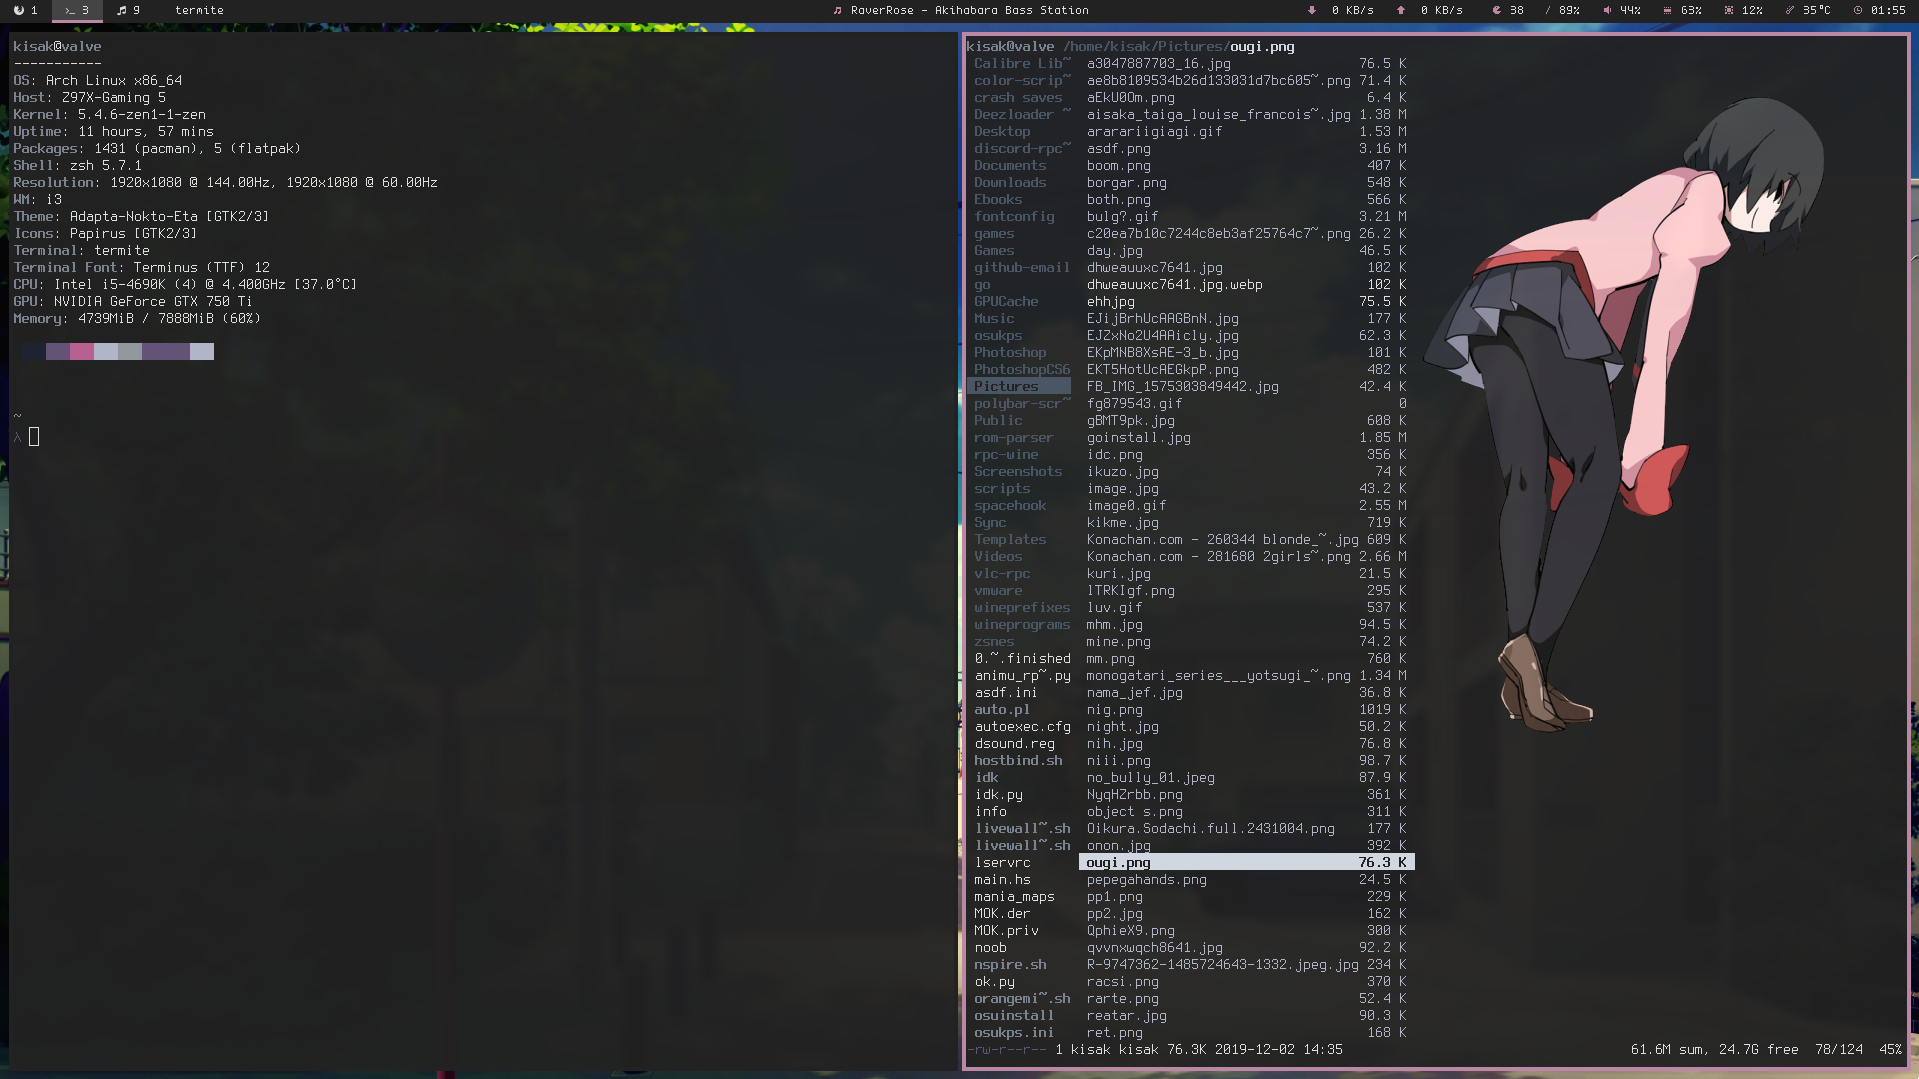 1 3 9 termite RaverRose - Akihabara Bass Station 0 KB/s 0 KB/s 38 / 89% 44% 63% 12% 35°C 01:55
kisak@valve
-----------
OS: Arch Linux x86_64
Host: Z97X-Gaming 5
Kernel: 5.4.6-zen1-1-zen
Uptime: 11 hours, 57 mins
Packages: 1431 (pacman), 5 (flatpak)
Shell: zsh 5.7.1
Resolution: 1920x1080 @ 144.00Hz, 1920x1080 @ 60.00Hz
WM: i3
Theme: Adapta-Nokto-Eta [GTK2/3]
Icons: Papirus [GTK2/3]
Terminal: termite
Terminal Font: Terminus (TTF) 12
CPU: Intel i5-4690K (4) @ 4.400GHz [37.0°C]
GPU: NVIDIA GeForce GTX 750 Ti
Memory: 4739MiB / 7888MiB (60%)
~
λ
kisak@valve /home/kisak/Pictures/ougi.png
Calibre Lib~ a3047887703_16.jpg 76.5 K
color-scrip~ ae8b8109534b26d133031d7bc605~.png 71.4 K
crash saves aEkU0Om.png 6.4 K
Deezloader ~ aisaka_taiga_louise_francois~.jpg 1.38 M
Desktop ararariigiagi.gif 1.53 M
discord-rpc~ asdf.png 3.16 M
Documents boom.png 407 K
Downloads borgar.png 548 K
Ebooks both.png 566 K
fontconfig bulg?.gif 3.21 M
games c20ea7b10c7244c8eb3af25764c7~.png 26.2 K
Games day.jpg 46.5 K
github-email dhweauuxc7641.jpg 102 K
go dhweauuxc7641.jpg.webp 102 K
GPUCache ehhjpg 75.5 K
Music EJijBrhUcAAGBnN.jpg 177 K
osukps EJZxNo2U4AAicly.jpg 62.3 K
Photoshop EKpMNB8XsAE-3_b.jpg 101 K
PhotoshopCS6 EKT5HotUcAEGkpP.png 482 K
Pictures FB_IMG_1575303849442.jpg 42.4 K
polybar-scr~ fg879543.gif 0
Public gBMT9pk.jpg 608 K
rom-parser goinstall.jpg 1.85 M
rpc-wine idc.png 356 K
Screenshots ikuzo.jpg 74 K
scripts image.jpg 43.2 K
spacehook image0.gif 2.55 M
Sync kikme.jpg 719 K
Templates Konachan.com - 260344 blonde_~.jpg 609 K
Videos Konachan.com - 281680 2girls~.png 2.66 M
vlc-rpc kuri.jpg 21.5 K
vmware lTRKIgf.png 295 K
wineprefixes luv.gif 537 K
wineprograms mhm.jpg 94.5 K
zsnes mine.png 74.2 K
0.~.finished mm.png 760 K
animu_rp~.py monogatari_series___yotsugi_~.png 1.34 M
asdf.ini nama_jef.jpg 36.8 K
auto.pl nig.png 1019 K
autoexec.cfg night.jpg 50.2 K
dsound.reg nih.jpg 76.8 K
hostbind.sh niii.png 98.7 K
idk no_bully_01.jpeg 87.9 K
idk.py NyqHZrbb.png 361 K
info object s.png 311 K
livewall~.sh Oikura.Sodachi.full.2431004.png 177 K
livewall~.sh onon.jpg 392 K
lservrc ougi.png 76.3 K
main.hs pepegahands.png 24.5 K
mania_maps pp1.png 229 K
MOK.der pp2.jpg 162 K
MOK.priv QphieX9.png 300 K
noob qvvnxwqch8641.jpg 92.2 K
nspire.sh R-9747362-1485724643-1332.jpeg.jpg 234 K
ok.py racsi.png 370 K
orangemi~.sh rarte.png 52.4 K
osuinstall reatar.jpg 90.3 K
osukps.ini ret.png 168 K
-rw-r--r-- 1 kisak kisak 76.3K 2019-12-02 14:35 61.6M sum, 24.7G free 78/124 45%